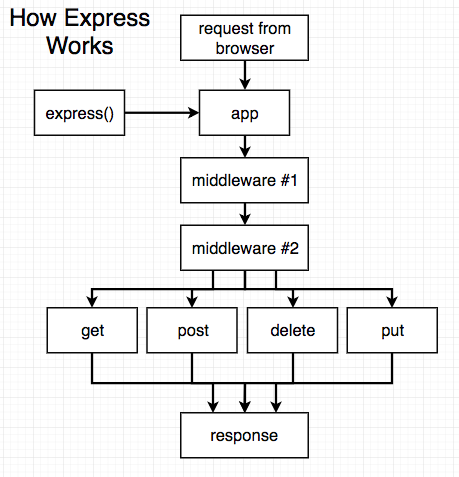 How Express
Works
request from
browser
express()
app
middleware #1
middleware #2
get
post
delete
put
response